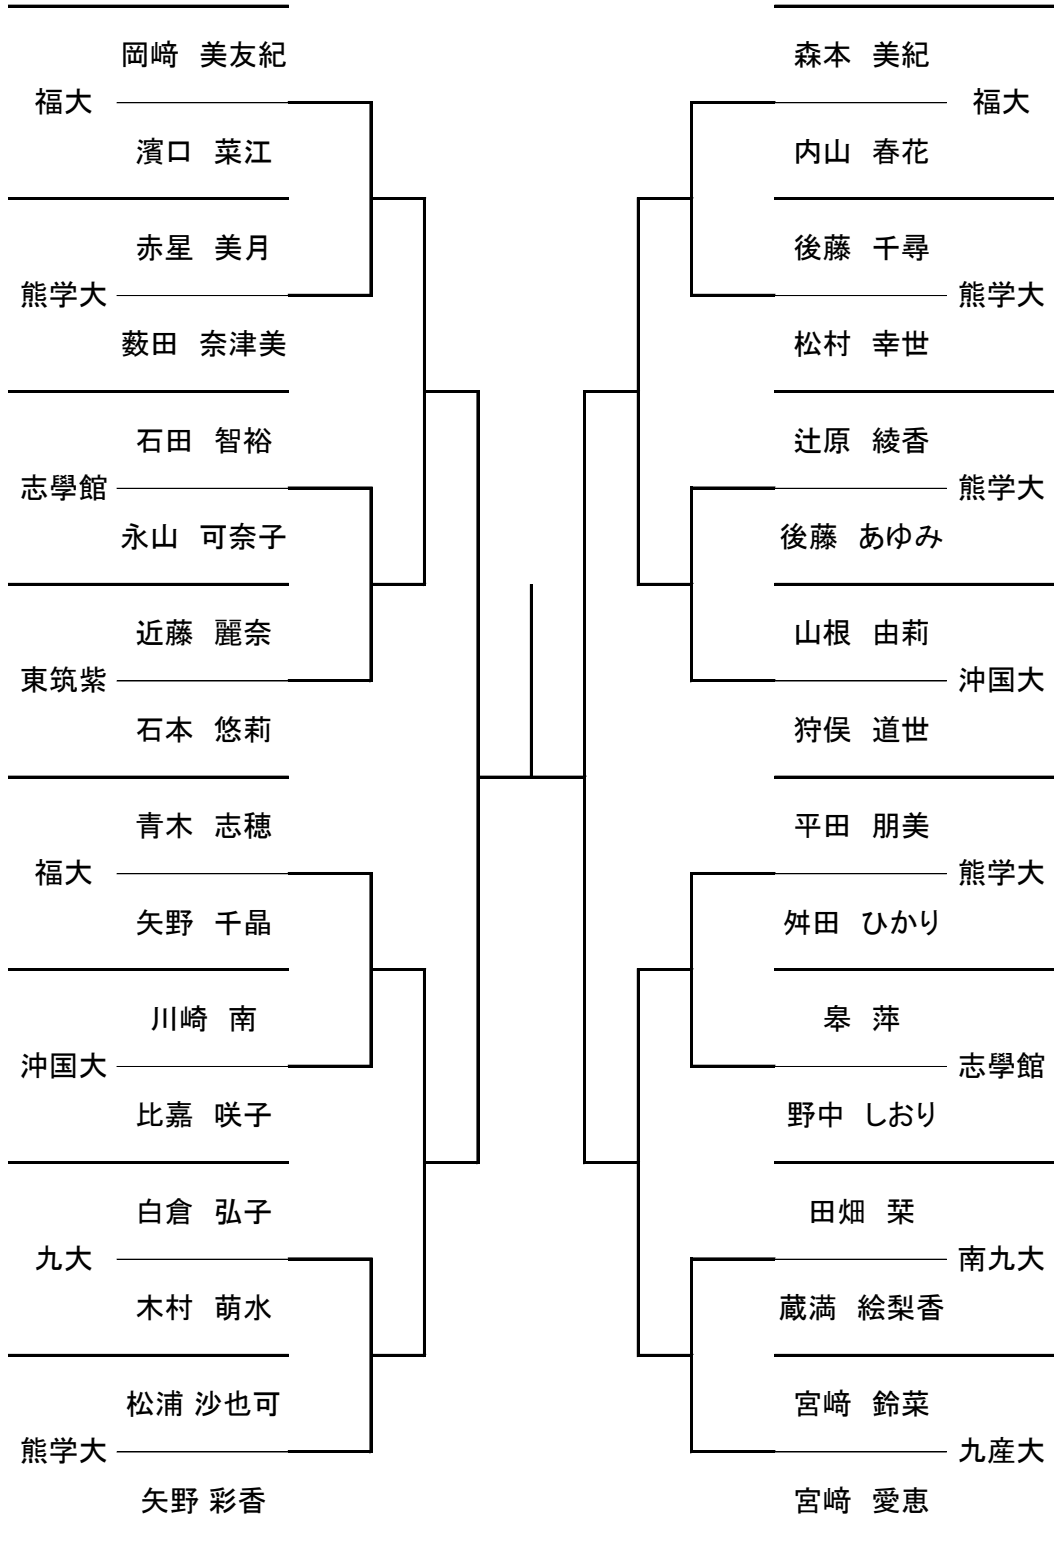 岡﨑 美友紀
福大
濱口 菜江
赤星 美月
熊学大
薮田 奈津美
石田 智裕
志學館
永山 可奈子
近藤 麗奈
東筑紫
石本 悠莉
青木 志穂
福大
矢野 千晶
川崎 南
沖国大
比嘉 咲子
白倉 弘子
九大
木村 萌水
松浦 沙也可
熊学大
矢野 彩香
森本 美紀
福大
内山 春花
後藤 千尋
熊学大
松村 幸世
辻原 綾香
熊学大
後藤 あゆみ
山根 由莉
沖国大
狩俣 道世
平田 朋美
熊学大
舛田 ひかり
皋 萍
志學館
野中 しおり
田畑 栞
南九大
蔵満 絵梨香
宮﨑 鈴菜
九産大
宮﨑 愛恵